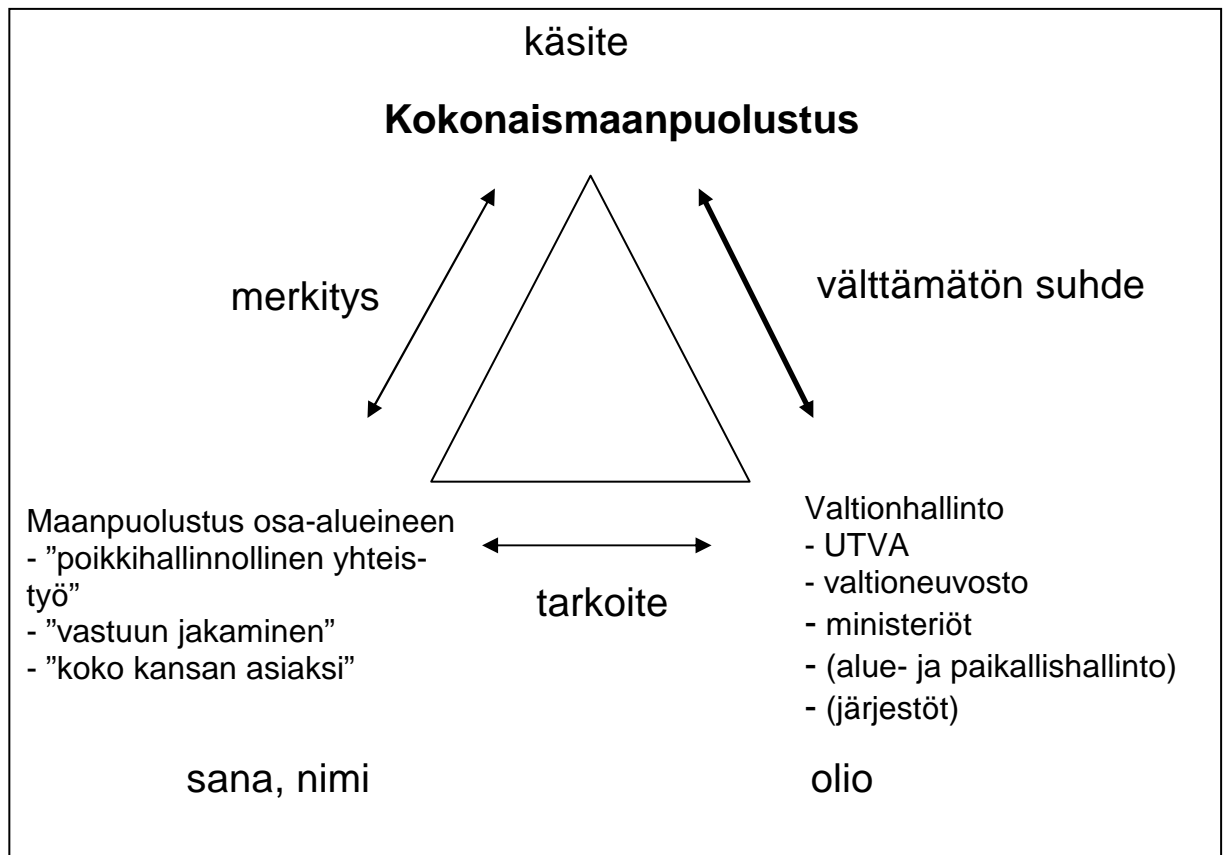 käsite
Kokonaismaanpuolustus
merkitys
välttämätön suhde
Maanpuolustus osa-alueineen
- ”poikkihallinnollinen yhteis-
työ”
- ”vastuun jakaminen”
- ”koko kansan asiaksi”
tarkoite
Valtionhallinto
- UTVA
- valtioneuvosto
- ministeriöt
- (alue- ja paikallishallinto)
- (järjestöt)
sana, nimi
olio